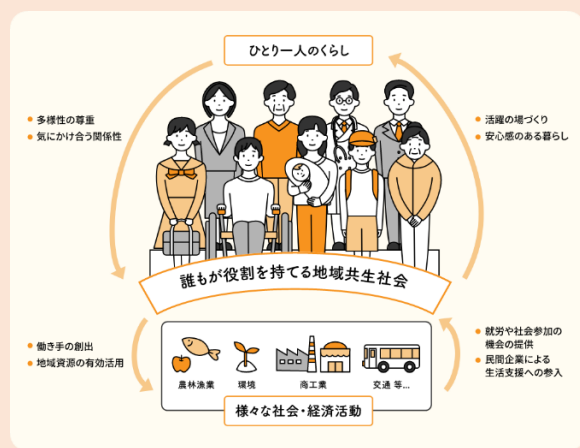 ひとり一人のくらし
多様性の尊重
気にかけ合う関係性
活躍の場づくり
安心感のある暮らし
誰もが役割を持てる地域共生社会
働き手の創出
地域資源の有効活用
就労や社会参加の
機会の提供
民間企業による
生活支援への参入
農林漁業 環境 商工業 交通 等...
様々な社会・経済活動